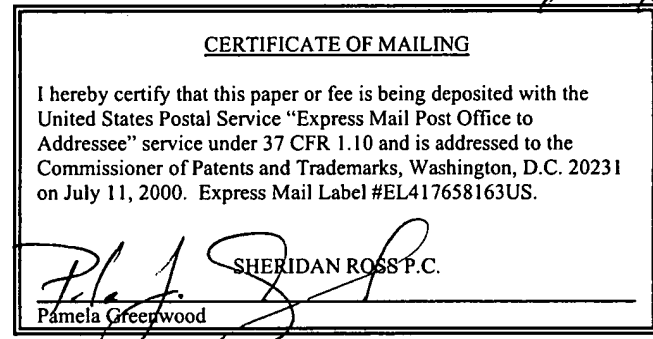 CERTIFICATE OF MAILING
I hereby certify that this paper or fee is being deposited with the
United States Postal Service “Express Mail Post Office to
Addressee” service under 37 CFR 1.10 and is addressed to the
Commissioner of Patents and Trademarks, Washington, D.C. 20231
on July 11, 2000. Express Mail Label #EL417658163US.
SHERIDAN ROSS P.C.
Pamela Greenwood